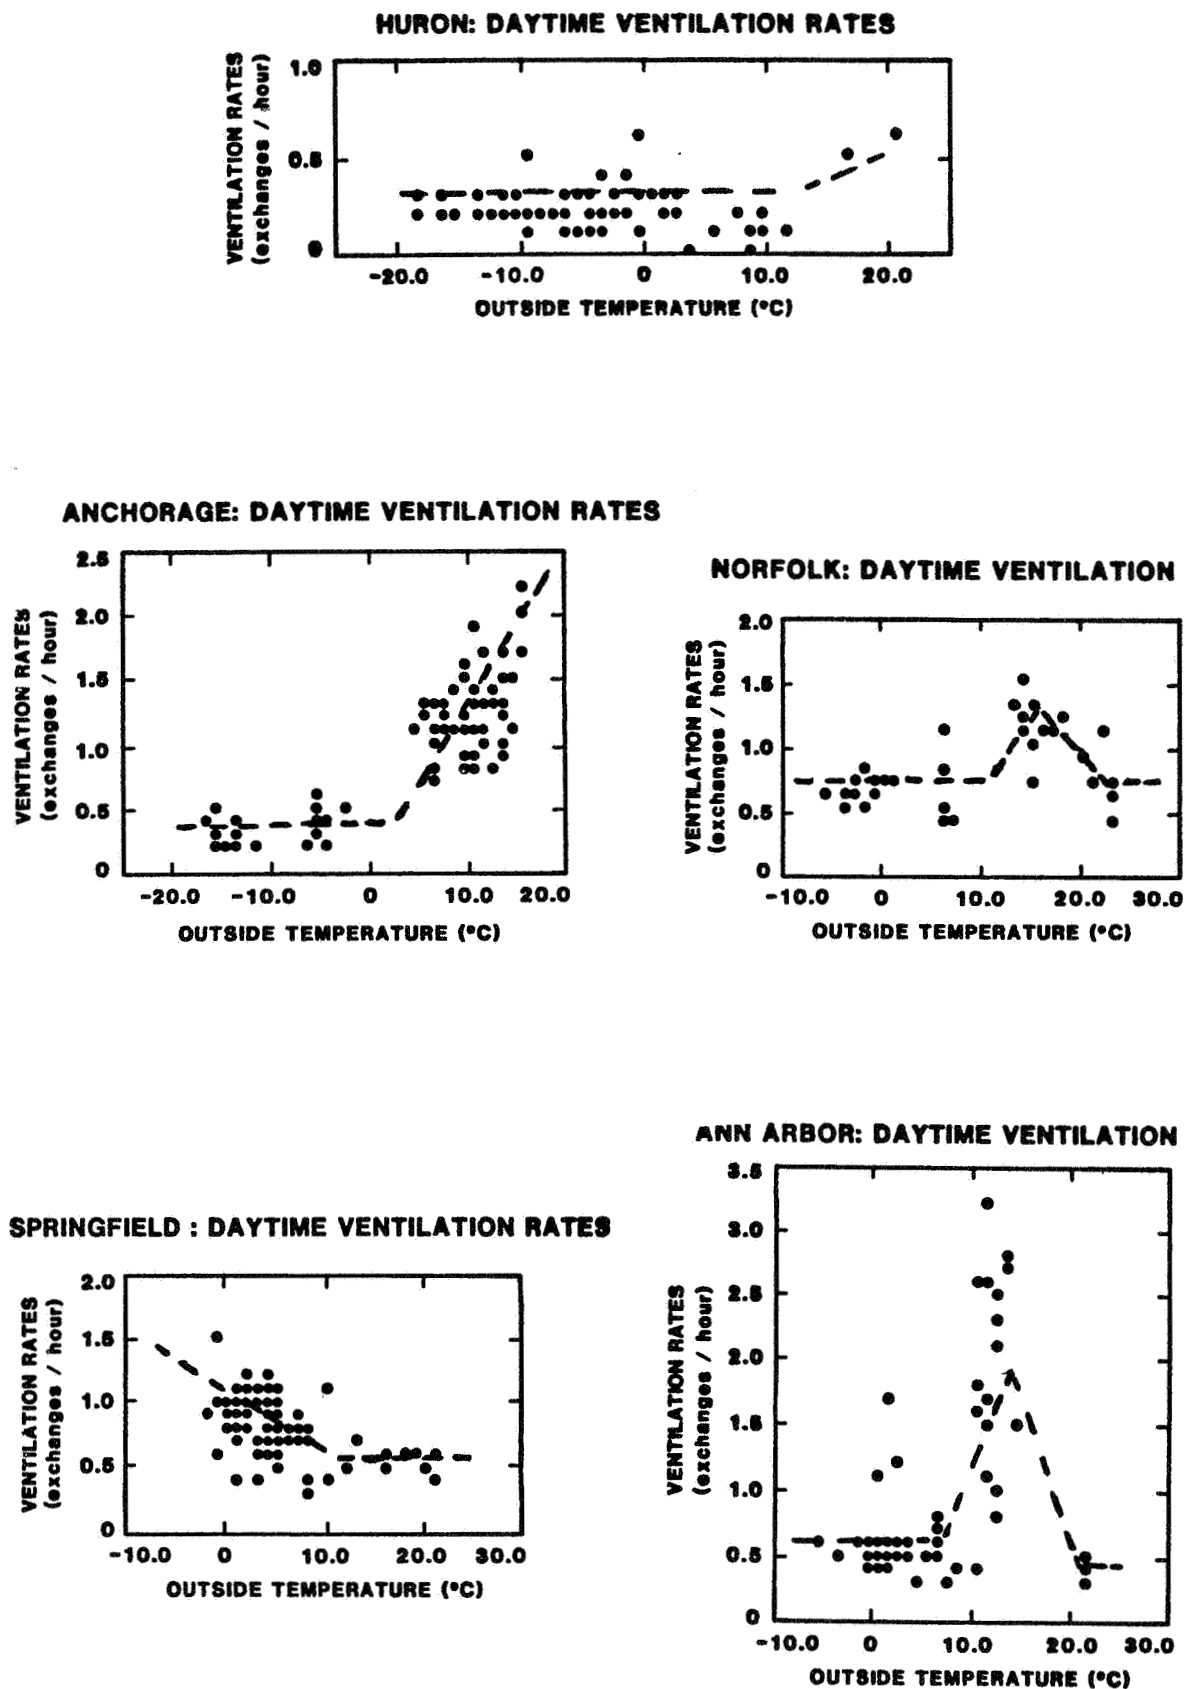 HURON: DAYTIME VENTILATION RATES
VENTILATION RATES
(exchanges / hour)
1.0
0.5
0
-20.0 -10.0 0 10.0 20.0
OUTSIDE TEMPERATURE (°C)
ANCHORAGE: DAYTIME VENTILATION RATES
VENTILATION RATES
(exchanges / hour)
2.5
2.0
1.5
1.0
0.5
0
-20.0 -10.0 0 10.0 20.0
OUTSIDE TEMPERATURE (°C)
NORFOLK: DAYTIME VENTILATION
VENTILATION RATES
(exchanges / hour)
2.0
1.5
1.0
0.5
0
-10.0 0 10.0 20.0 30.0
OUTSIDE TEMPERATURE (°C)
SPRINGFIELD : DAYTIME VENTILATION RATES
VENTILATION RATES
(exchanges / hour)
2.0
1.5
1.0
0.5
0
-10.0 0 10.0 20.0 30.0
OUTSIDE TEMPERATURE (°C)
ANN ARBOR: DAYTIME VENTILATION
VENTILATION RATES
(exchanges / hour)
3.5
3.0
2.5
2.0
1.5
1.0
0.5
0
-10.0 0 10.0 20.0 30.0
OUTSIDE TEMPERATURE (°C)